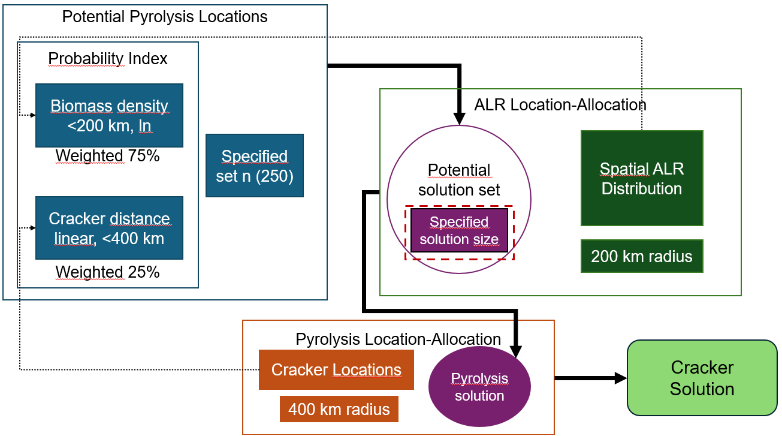 Potential Pyrolysis Locations
Probability Index
Biomass density
<200 km, ln
Weighted 75%
Specified
set n (250)
Cracker distance
linear, <400 km
Weighted 25%
ALR Location-Allocation
Potential
solution set
Specified
solution size
Spatial ALR
Distribution
200 km radius
Pyrolysis Location-Allocation
Cracker Locations
400 km radius
Pyrolysis
solution
Cracker
Solution